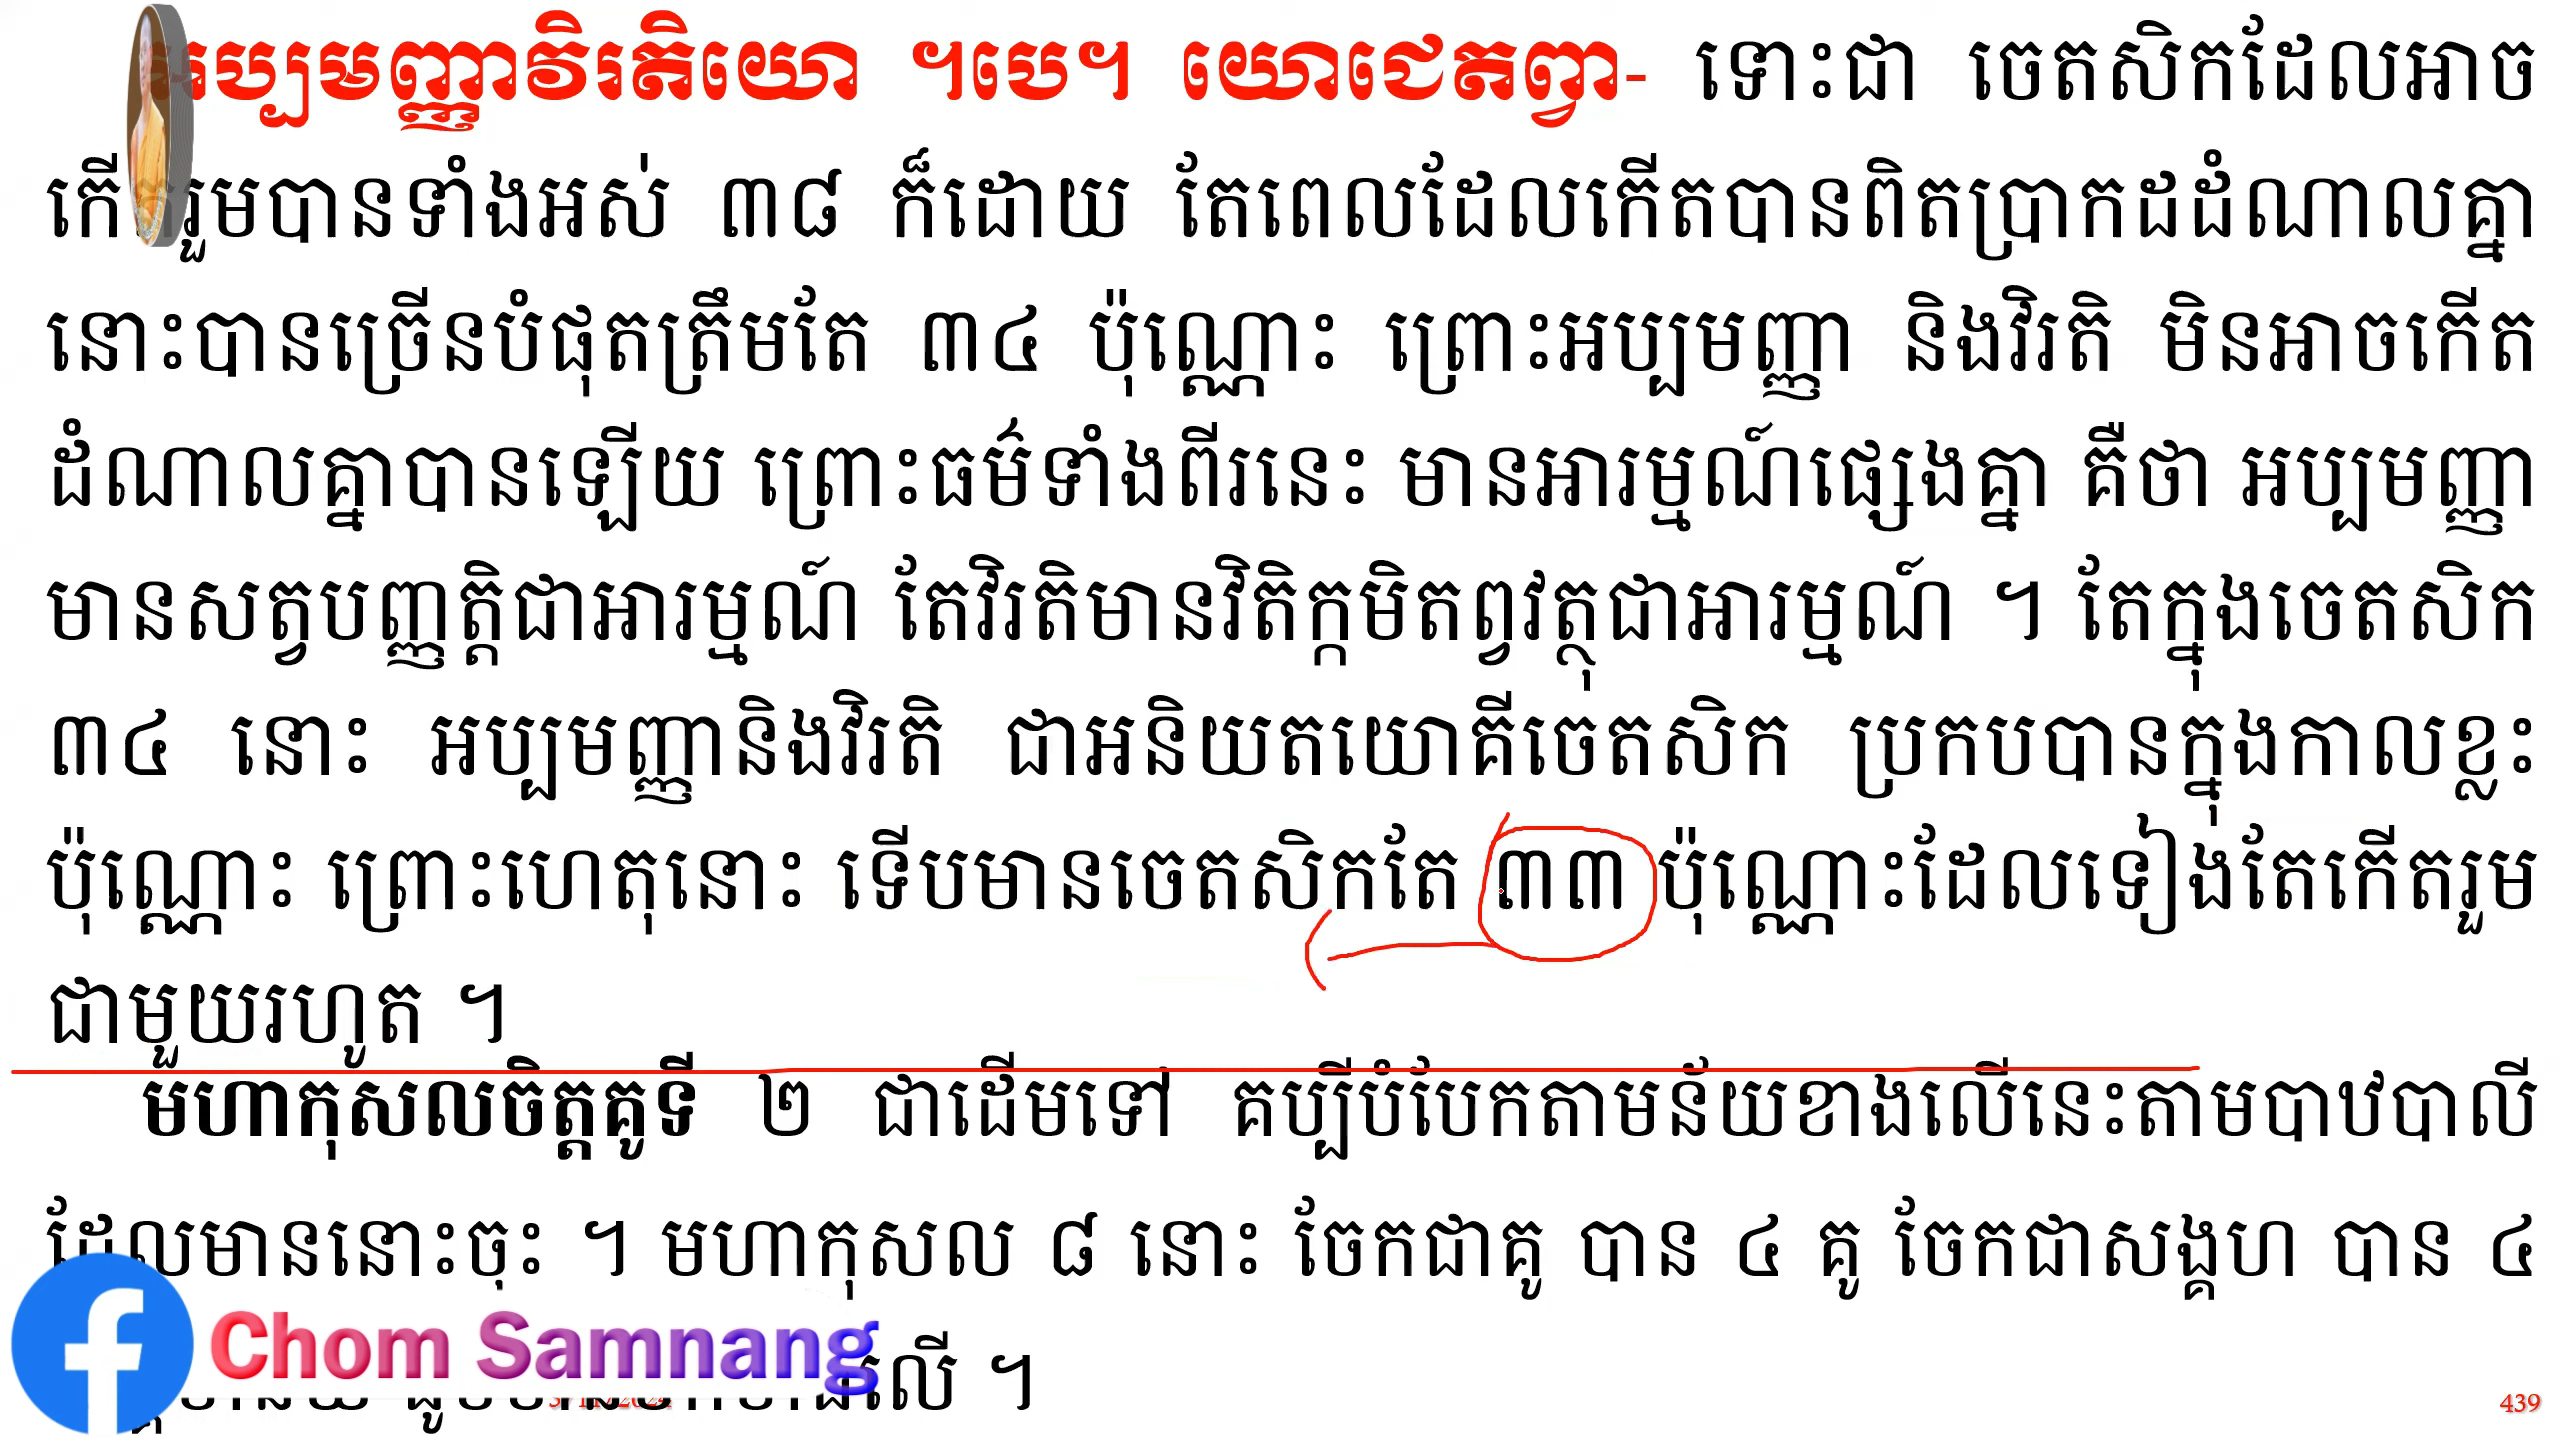 អប្បមញ្ញាវិរតិយោ ។បេ។ យោជេតព្វា- ទោះជា ចេតសិកដែលអាច
កើតរួមបានទាំងអស់ ៣៨ ក៏ដោយ តែពេលដែលកើតបានពិតប្រាកដដំណាលគ្នា
នោះបានច្រើនបំផុតត្រឹមតែ ៣៤ ប៉ុណ្ណោះ ព្រោះអប្បមញ្ញា និងវិរតិ មិនអាចកើត
ដំណាលគ្នាបានឡើយ ព្រោះធម៌ទាំងពីរនេះ មានអារម្មណ៍ផ្សេងគ្នា គឺថា អប្បមញ្ញា
មានសត្វបញ្ញត្តិជាអារម្មណ៍ តែវិរតិមានវិតិក្កមិតព្វវត្ថុជាអារម្មណ៍ ។ តែក្នុងចេតសិក
៣៤ នោះ អប្បមញ្ញានិងវិរតិ ជាអនិយតយោគីចេតសិក ប្រកបបានក្នុងកាលខ្លះ
ប៉ុណ្ណោះ ព្រោះហេតុនោះ ទើបមានចេតសិកតែ ៣៣ ប៉ុណ្ណោះដែលទៀងតែកើតរួម
ជាមួយរហូត ។
មហាកុសលចិត្តគូទី ២ ជាដើមទៅ គប្បីបំបែកតាមន័យខាងលើនេះតាមបាឋបាលី
ដែលមាននោះចុះ ។ មហាកុសល ៨ នោះ ចែកជាគូ បាន ៤ គូ ចែកជាសង្គហ បាន ៤
លើ ។
Chom Samnang
439